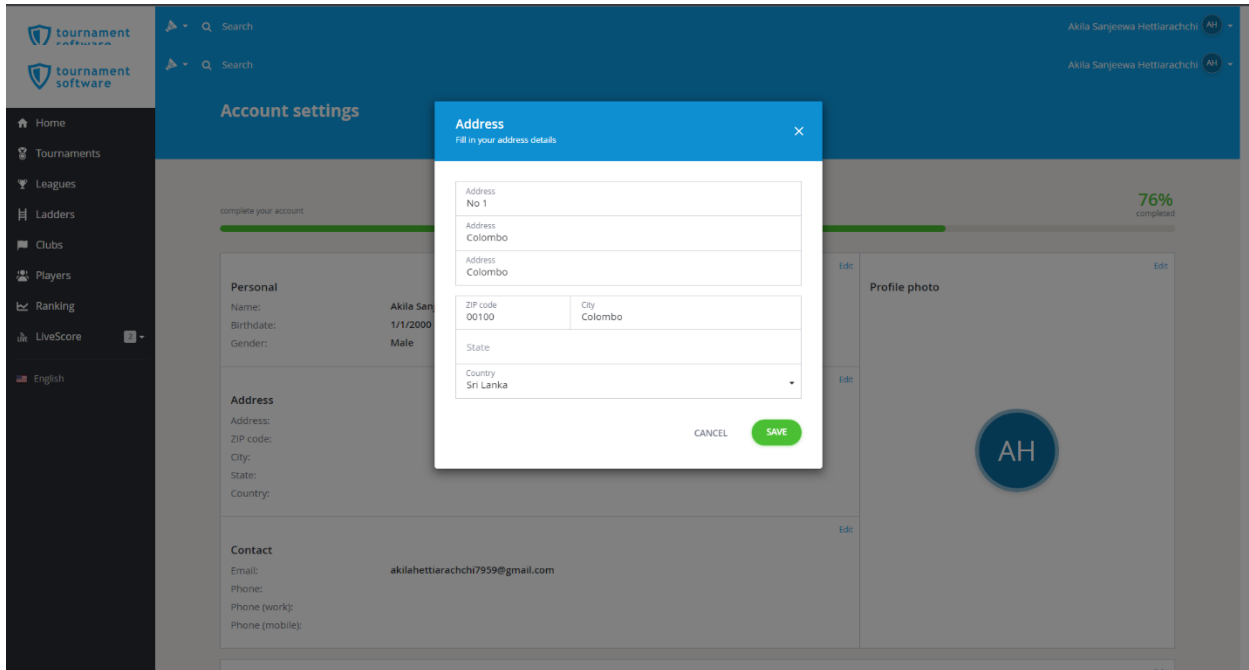 tournament
software
Search
Akila Sanjeewa Hettiarachchi AH
tournament
software
Search
Akila Sanjeewa Hettiarachchi AH
Home
Tournaments
Leagues
Ladders
Clubs
Players
Ranking
LiveScore 2
English
Account settings
complete your account
76%
completed
Address
Fill in your address details
Address
No 1
Address
Colombo
Address
Colombo
ZIP code
00100
City
Colombo
State
Country
Sri Lanka
CANCEL SAVE
Edit
Personal
Name: Akila San
Birthdate: 1/1/2000
Gender: Male
Edit
Address
Address:
ZIP code:
City:
State:
Country:
Edit
Contact
Email: akilahettiarachchi7959@gmail.com
Phone:
Phone (work):
Phone (mobile):
Edit
Profile photo
AH